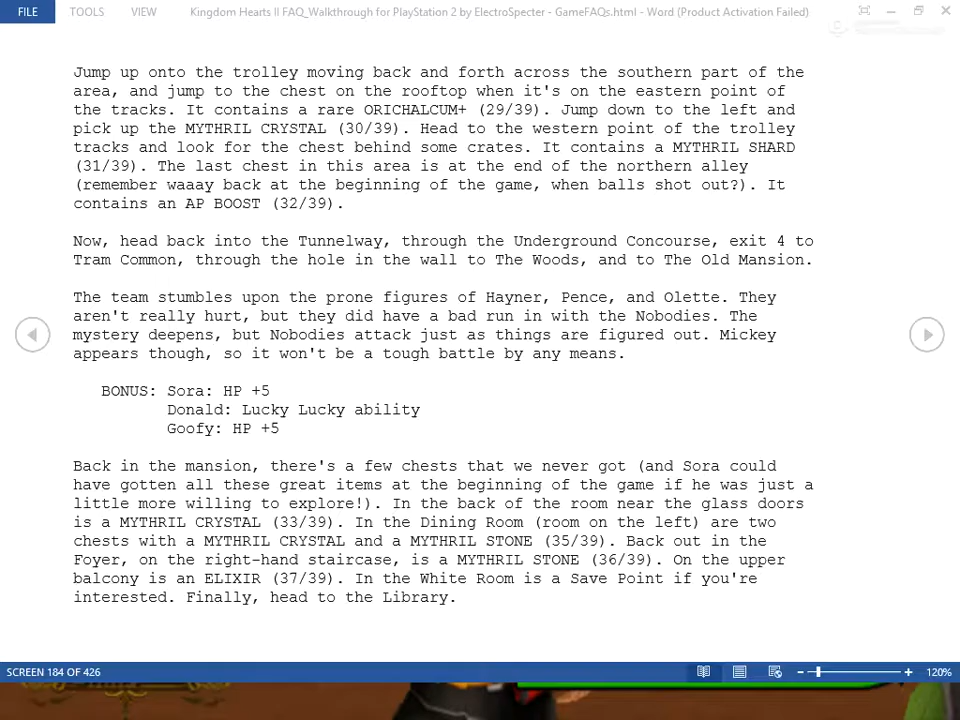 FILE TOOLS VIEW Kingdom Hearts II FAQ_Walkthrough for PlayStation 2 by ElectroSpecter - GameFAQs.html - Word (Product Activation Failed)
Jump up onto the trolley moving back and forth across the southern part of the
area, and jump to the chest on the rooftop when it's on the eastern point of
the tracks. It contains a rare ORICHALCUM+ (29/39). Jump down to the left and
pick up the MYTHRIL CRYSTAL (30/39). Head to the western point of the trolley
tracks and look for the chest behind some crates. It contains a MYTHRIL SHARD
(31/39). The last chest in this area is at the end of the northern alley
(remember waaay back at the beginning of the game, when balls shot out?). It
contains an AP BOOST (32/39).
Now, head back into the Tunnelway, through the Underground Concourse, exit 4 to
Tram Common, through the hole in the wall to The Woods, and to The Old Mansion.
The team stumbles upon the prone figures of Hayner, Pence, and Olette. They
aren't really hurt, but they did have a bad run in with the Nobodies. The
mystery deepens, but Nobodies attack just as things are figured out. Mickey
appears though, so it won't be a tough battle by any means.
BONUS: Sora: HP +5
Donald: Lucky Lucky ability
Goofy: HP +5
Back in the mansion, there's a few chests that we never got (and Sora could
have gotten all these great items at the beginning of the game if he was just a
little more willing to explore!). In the back of the room near the glass doors
is a MYTHRIL CRYSTAL (33/39). In the Dining Room (room on the left) are two
chests with a MYTHRIL CRYSTAL and a MYTHRIL STONE (35/39). Back out in the
Foyer, on the right-hand staircase, is a MYTHRIL STONE (36/39). On the upper
balcony is an ELIXIR (37/39). In the White Room is a Save Point if you're
interested. Finally, head to the Library.
SCREEN 184 OF 426 120%